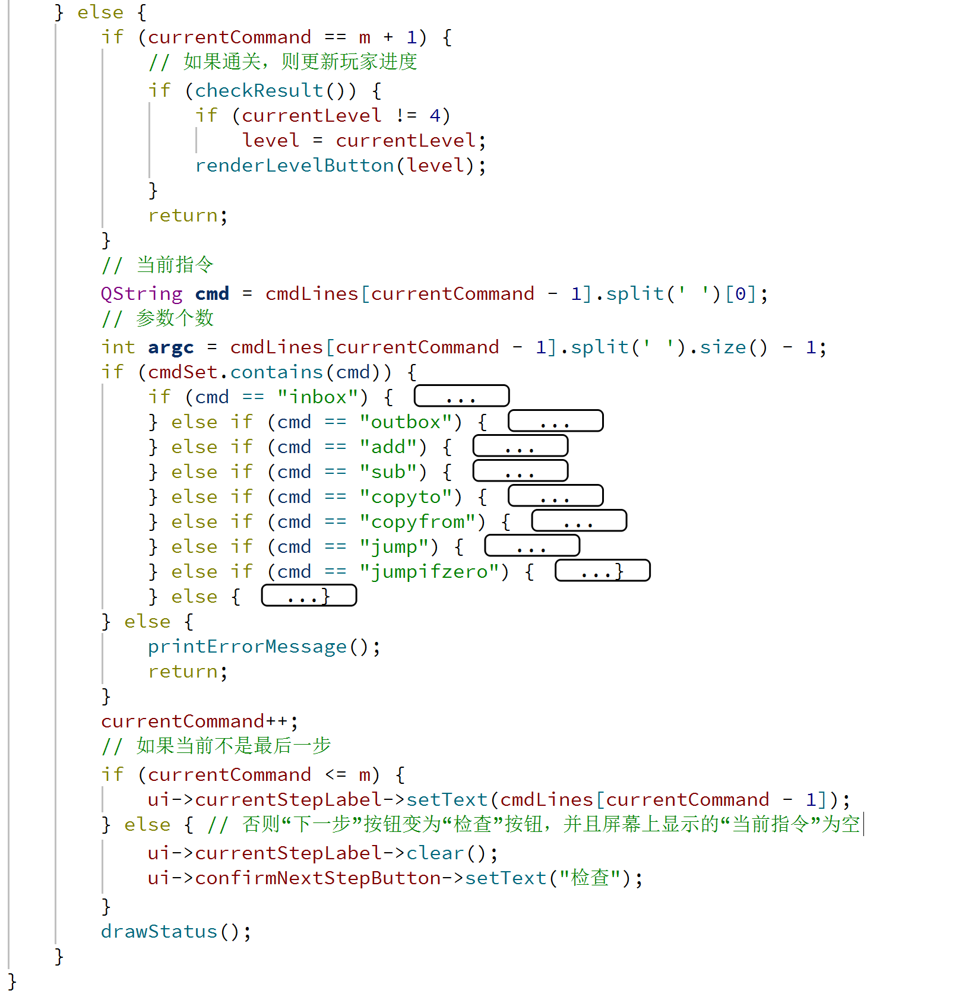 } else {
if (currentCommand == m + 1) {
// 如果通关，则更新玩家进度
if (checkResult()) {
if (currentLevel != 4)
level = currentLevel;
renderLevelButton(level);
}
return;
}
// 当前指令
QString cmd = cmdLines[currentCommand - 1].split(' ')[0];
// 参数个数
int argc = cmdLines[currentCommand - 1].split(' ').size() - 1;
if (cmdSet.contains(cmd)) {
if (cmd == "inbox") { ...
} else if (cmd == "outbox") { ...
} else if (cmd == "add") { ...
} else if (cmd == "sub") { ...
} else if (cmd == "copyto") { ...
} else if (cmd == "copyfrom") { ...
} else if (cmd == "jump") { ...
} else if (cmd == "jumpifzero") { ...}
} else { ...}
} else {
printErrorMessage();
return;
}
currentCommand++;
// 如果当前不是最后一步
if (currentCommand <= m) {
ui->currentStepLabel->setText(cmdLines[currentCommand - 1]);
} else { // 否则“下一步”按钮变为“检查”按钮，并且屏幕上显示的“当前指令”为空
ui->currentStepLabel->clear();
ui->confirmNextStepButton->setText("检查");
}
drawStatus();
}
}